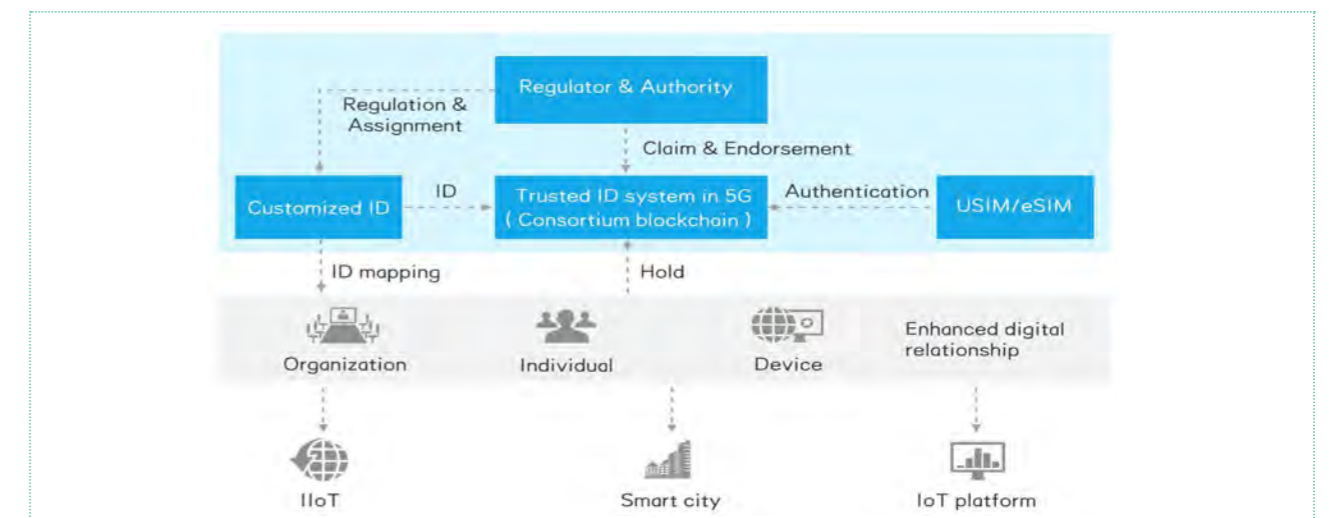 Regulator & Authority
Regulation &
Assignment
Claim & Endorsement
Customized ID
ID
Trusted ID system in 5G
( Consortium blockchain )
Authentication
USIM/eSIM
ID mapping
Hold
Organization
Individual
Device
Enhanced digital
relationship
IIoT
Smart city
IoT platform